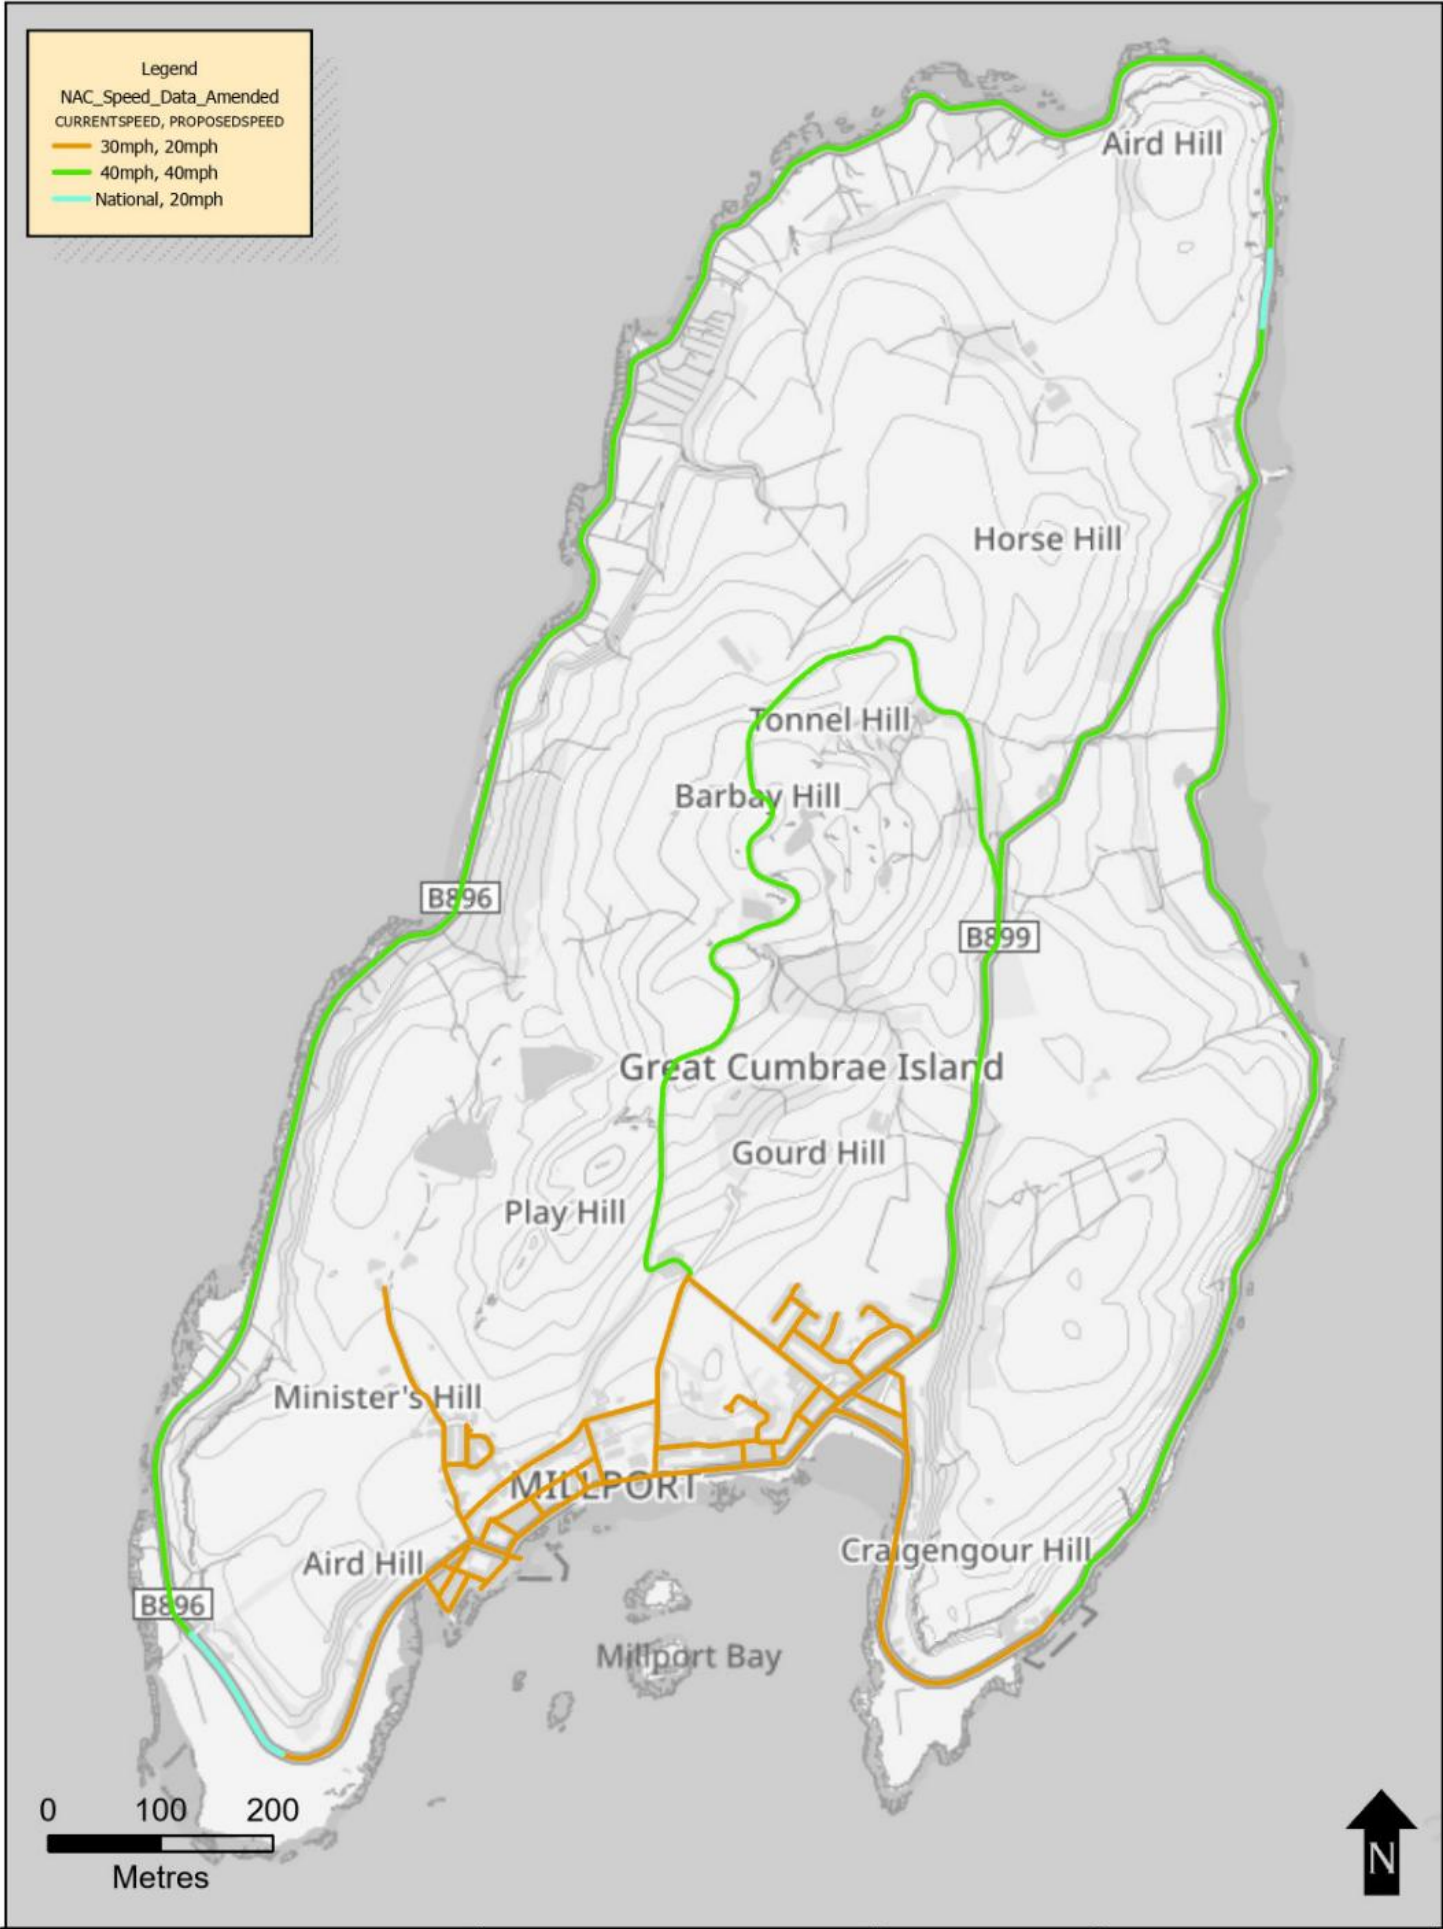 Legend
NAC_Speed_Data_Amended
CURRENTSPEED, PROPOSEDSPEED
30mph, 20mph
40mph, 40mph
National, 20mph
Aird Hill
Horse Hill
Tonnel Hill
Barbay Hill
B896
B899
Great Cumbrae Island
Gourd Hill
Play Hill
Minister's Hill
MILLPORT
Craigengour Hill
Aird Hill
B896
Millport Bay
0 100 200
Metres
N